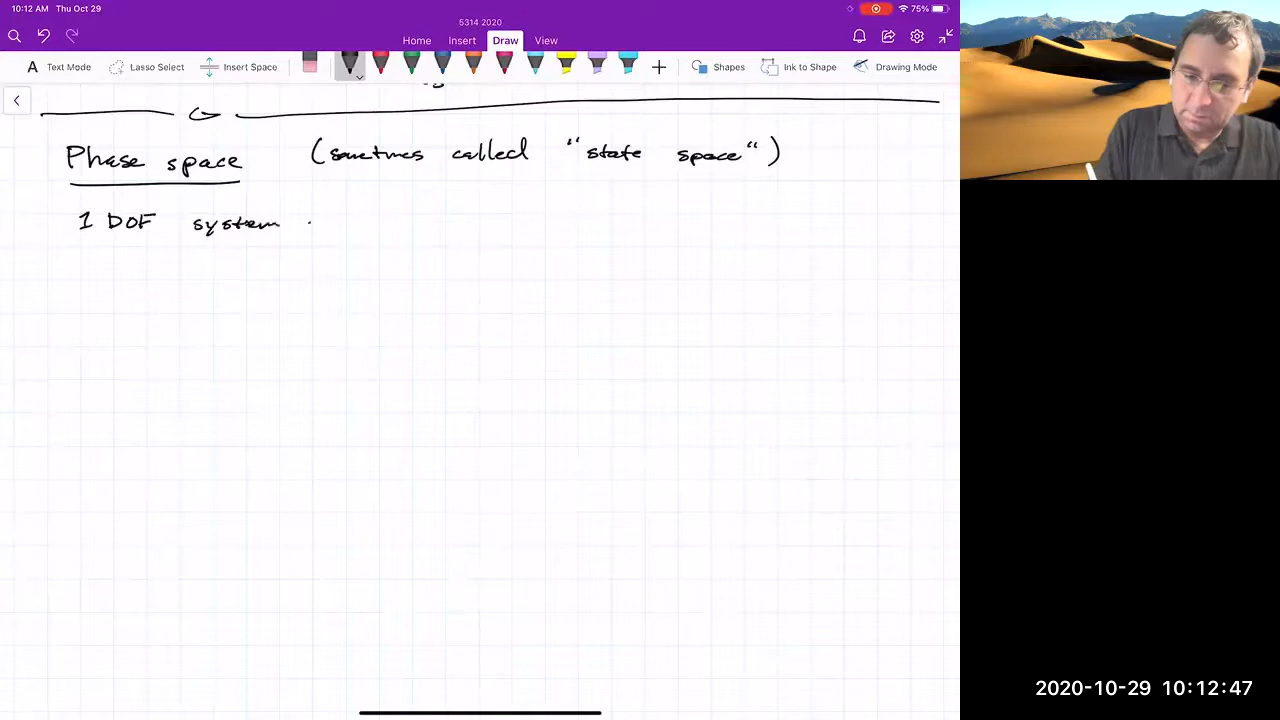 10:12 AM Thu Oct 29
75%
5314 2020
Home Insert Draw View
A Text Mode Lasso Select Insert Space Shapes Ink to Shape Drawing Mode
Phase space (sometimes called "state space")
1 DOF system
2020-10-29 10:12:47